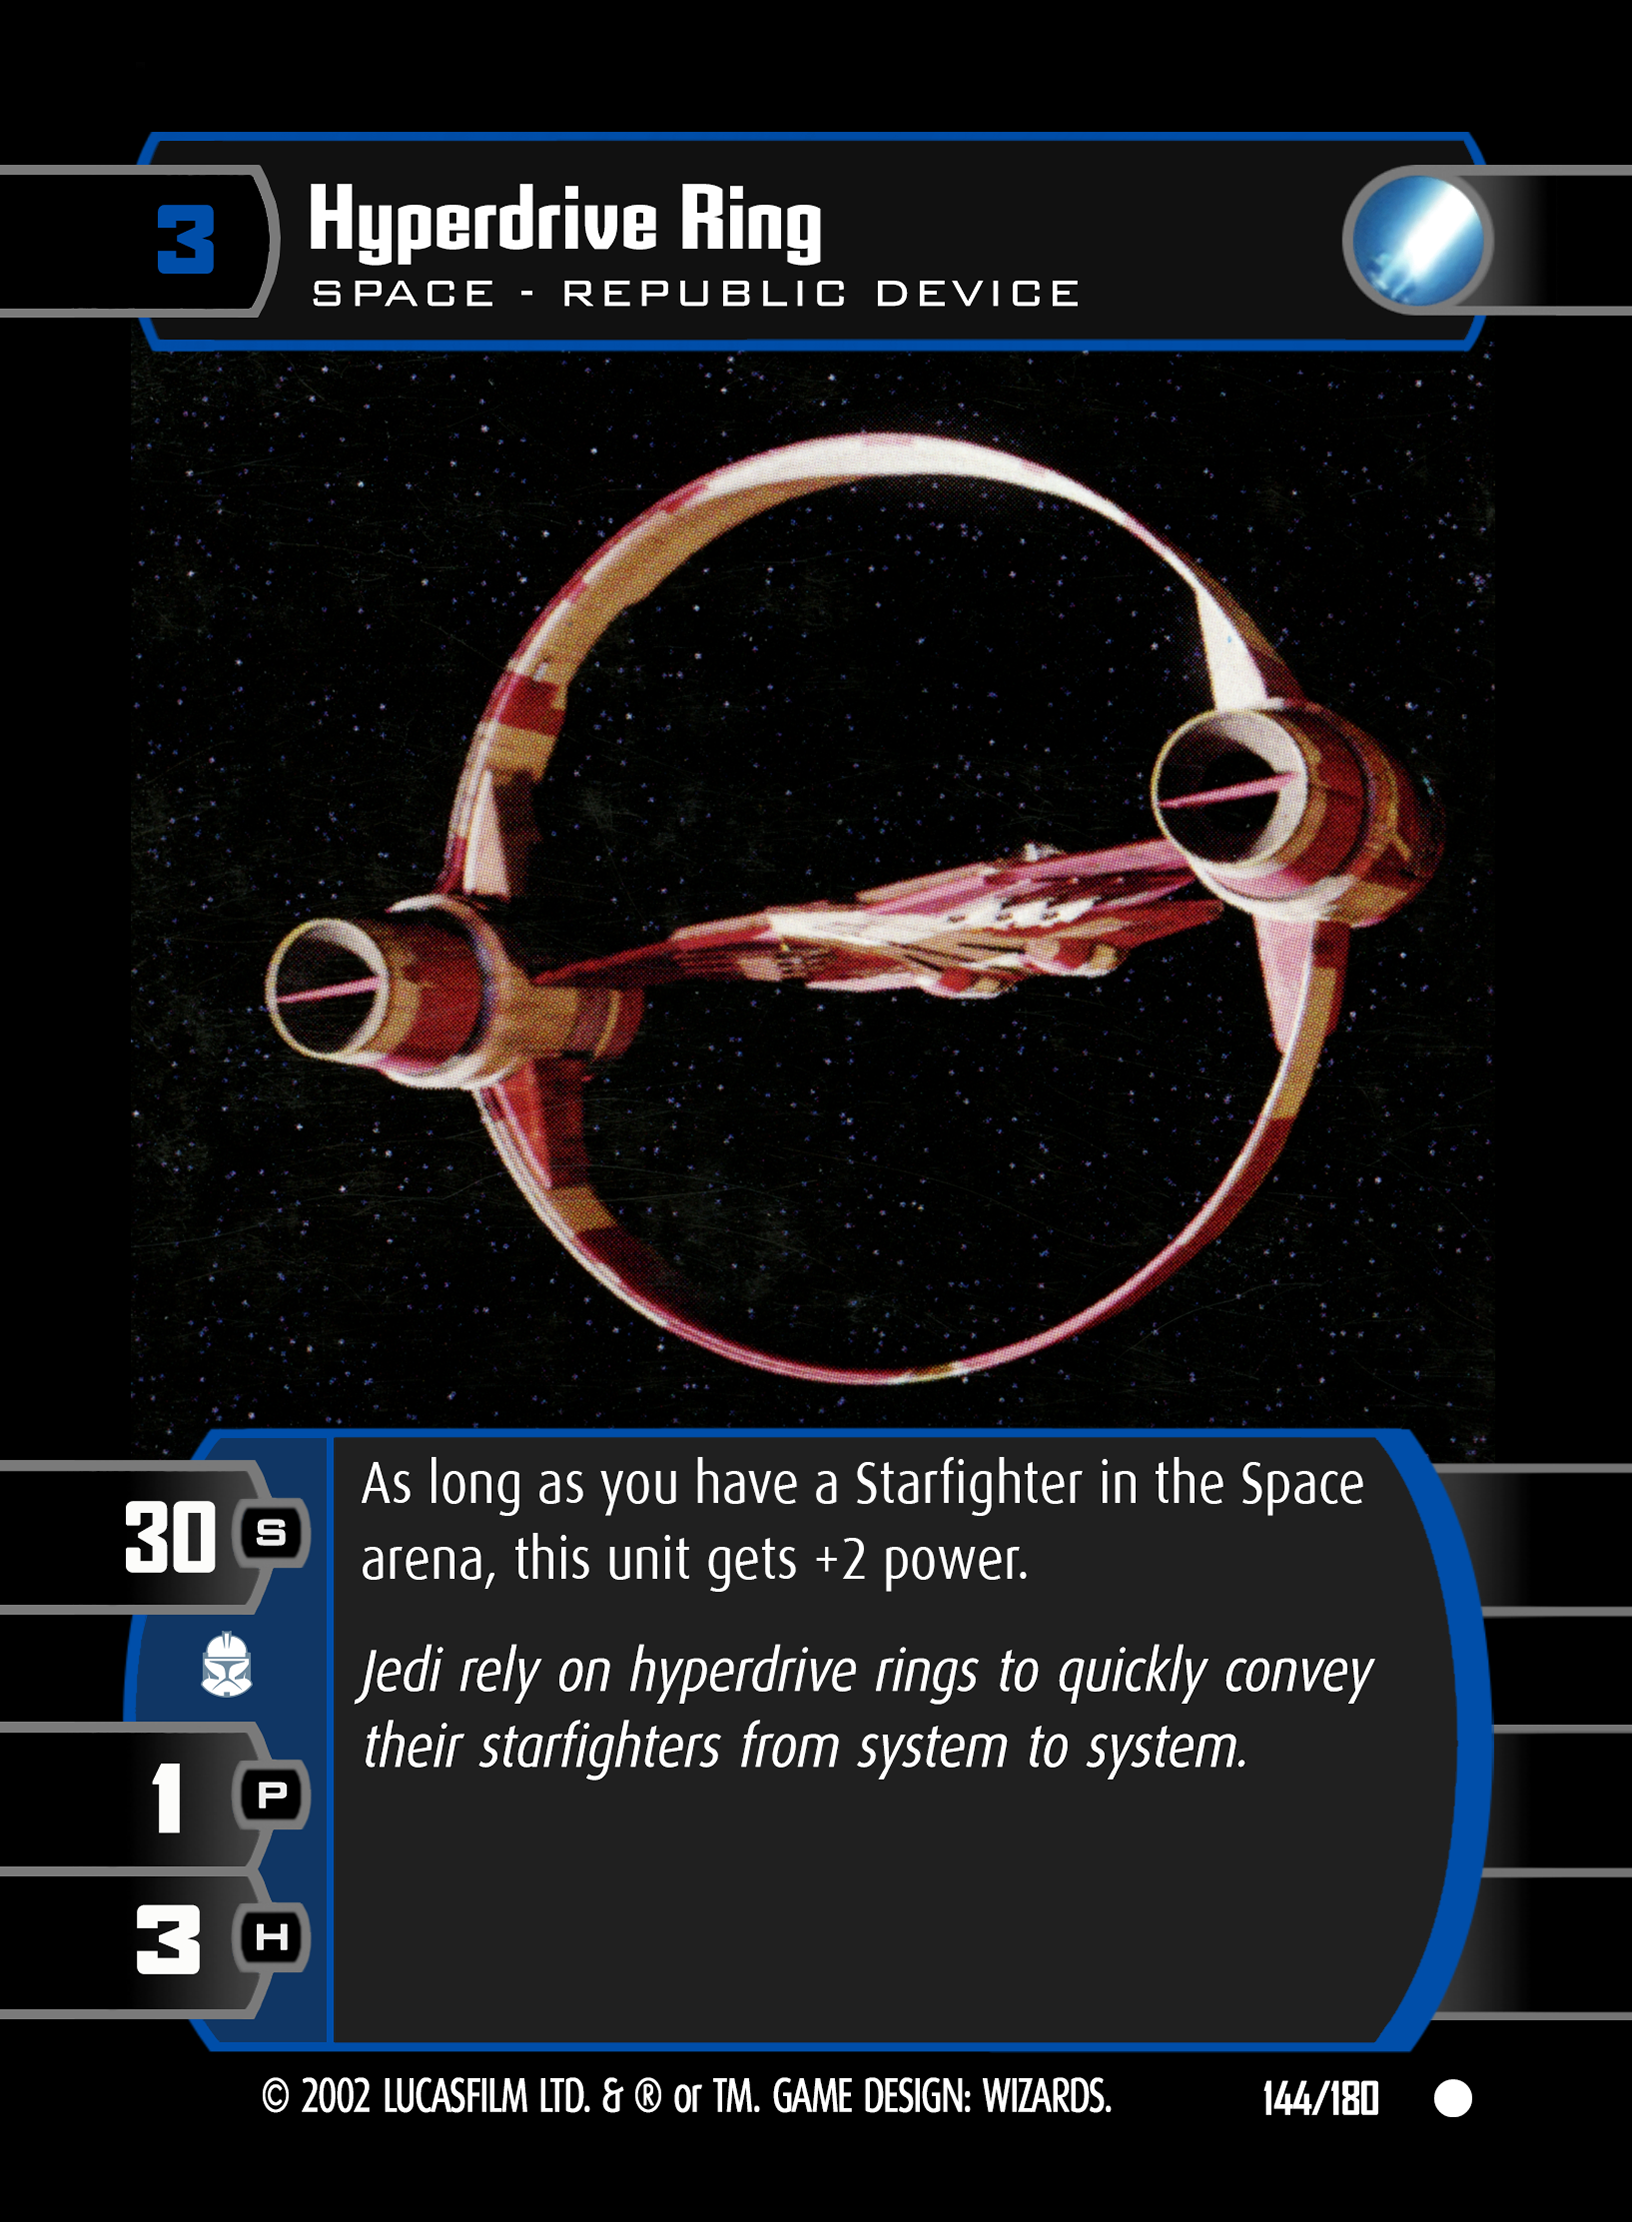 3
Hyperdrive Ring
SPACE - REPUBLIC DEVICE
As long as you have a Starfighter in the Space
arena, this unit gets +2 power.
Jedi rely on hyperdrive rings to quickly convey
their starfighters from system to system.
30 S
1 P
3 H
© 2002 LUCASFILM LTD. & ® or TM. GAME DESIGN: WIZARDS.
144/180